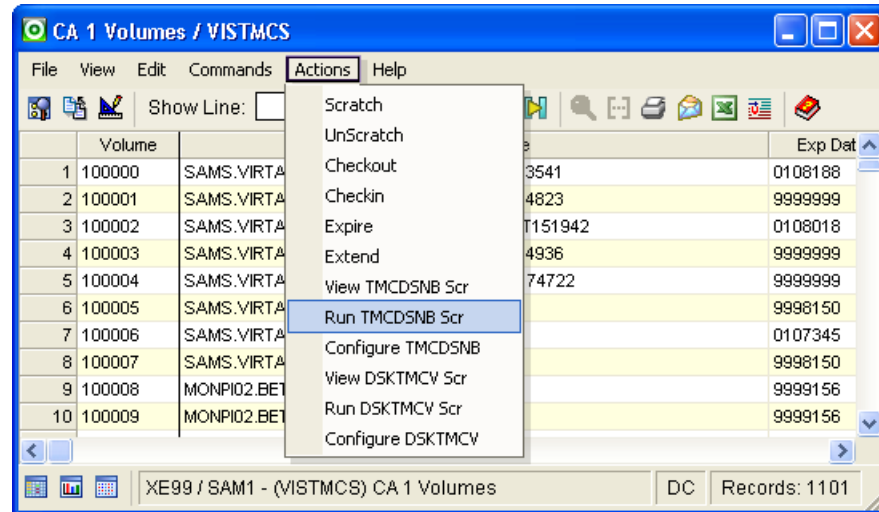 CA 1 Volumes / VISTMCS
File View Edit Commands Actions Help
Show Line:
Scratch
UnScratch
Checkout
Checkin
Expire
Extend
View TMCDSNB Scr
Run TMCDSNB Scr
Configure TMCDSNB
View DSKTMCV Scr
Run DSKTMCV Scr
Configure DSKTMCV
Volume Exp Dat
1 100000 SAMS.VIRTA 3541 0108188
2 100001 SAMS.VIRTA 4823 9999999
3 100002 SAMS.VIRTA T151942 0108018
4 100003 SAMS.VIRTA 4936 9999999
5 100004 SAMS.VIRTA 74722 9999999
6 100005 SAMS.VIRTA 9998150
7 100006 SAMS.VIRTA 0107345
8 100007 SAMS.VIRTA 9998150
9 100008 MONPI02.BET 9999156
10 100009 MONPI02.BET 9999156
XE99 / SAM1 - (VISTMCS) CA 1 Volumes DC Records: 1101